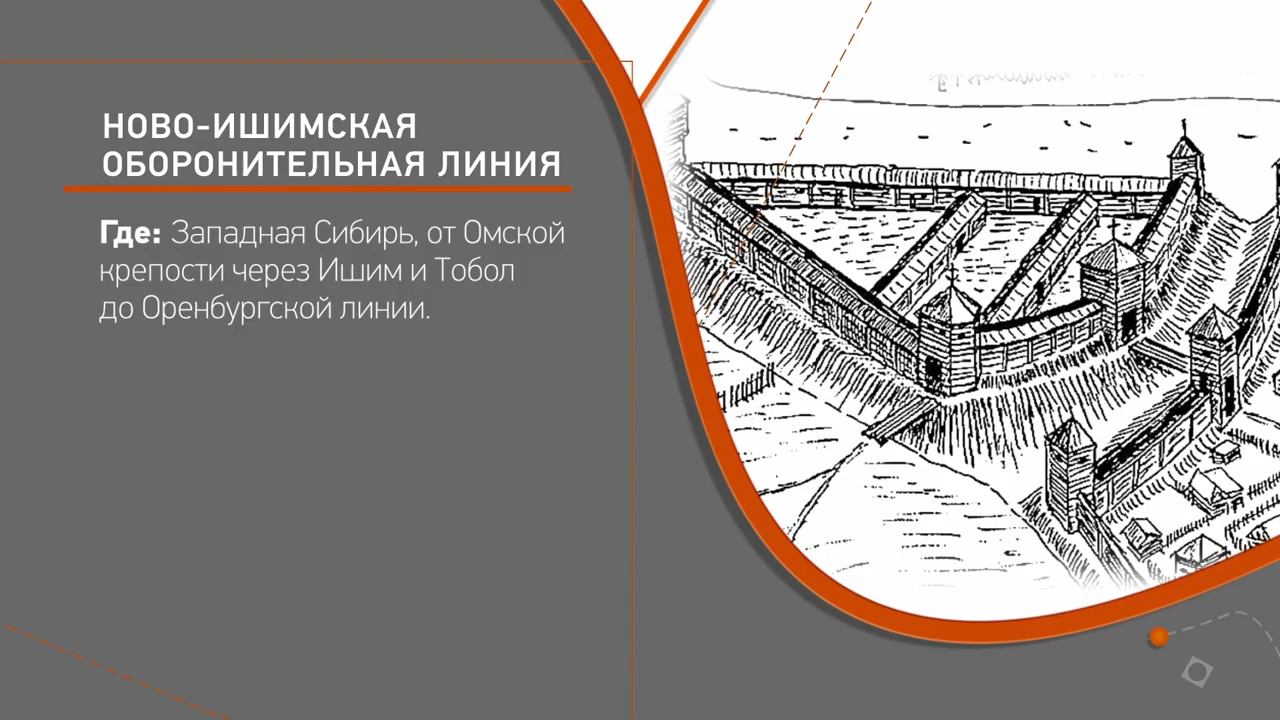 НОВО-ИШИМСКАЯ
ОБОРОНИТЕЛЬНАЯ ЛИНИЯ
Где: Западная Сибирь, от Омской
крепости через Ишим и Тобол
до Оренбургской линии.